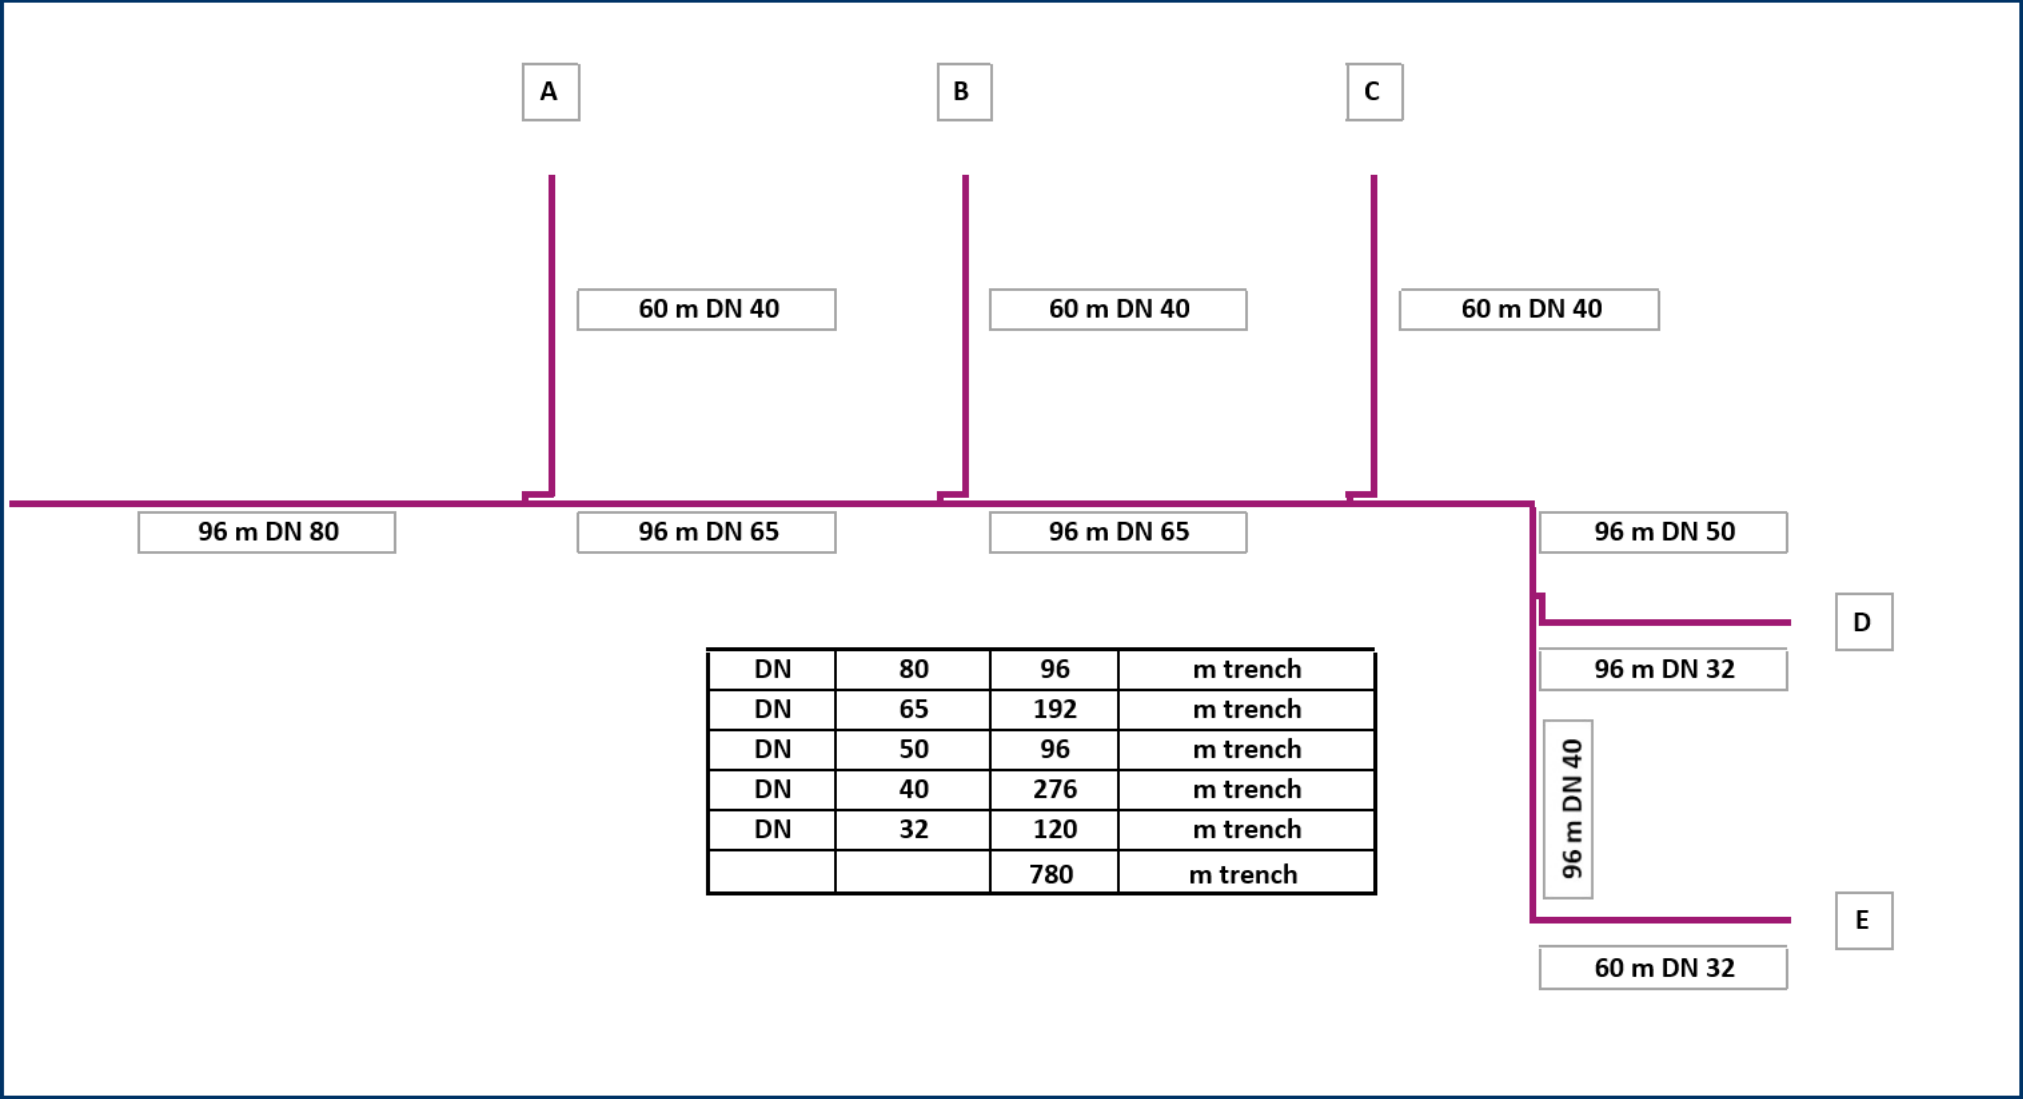 A
B
C
60 m DN 40
60 m DN 40
60 m DN 40
96 m DN 80
96 m DN 65
96 m DN 65
96 m DN 50
D
96 m DN 32
96 m DN 40
E
60 m DN 32
DN 80 96 m trench
DN 65 192 m trench
DN 50 96 m trench
DN 40 276 m trench
DN 32 120 m trench
780 m trench